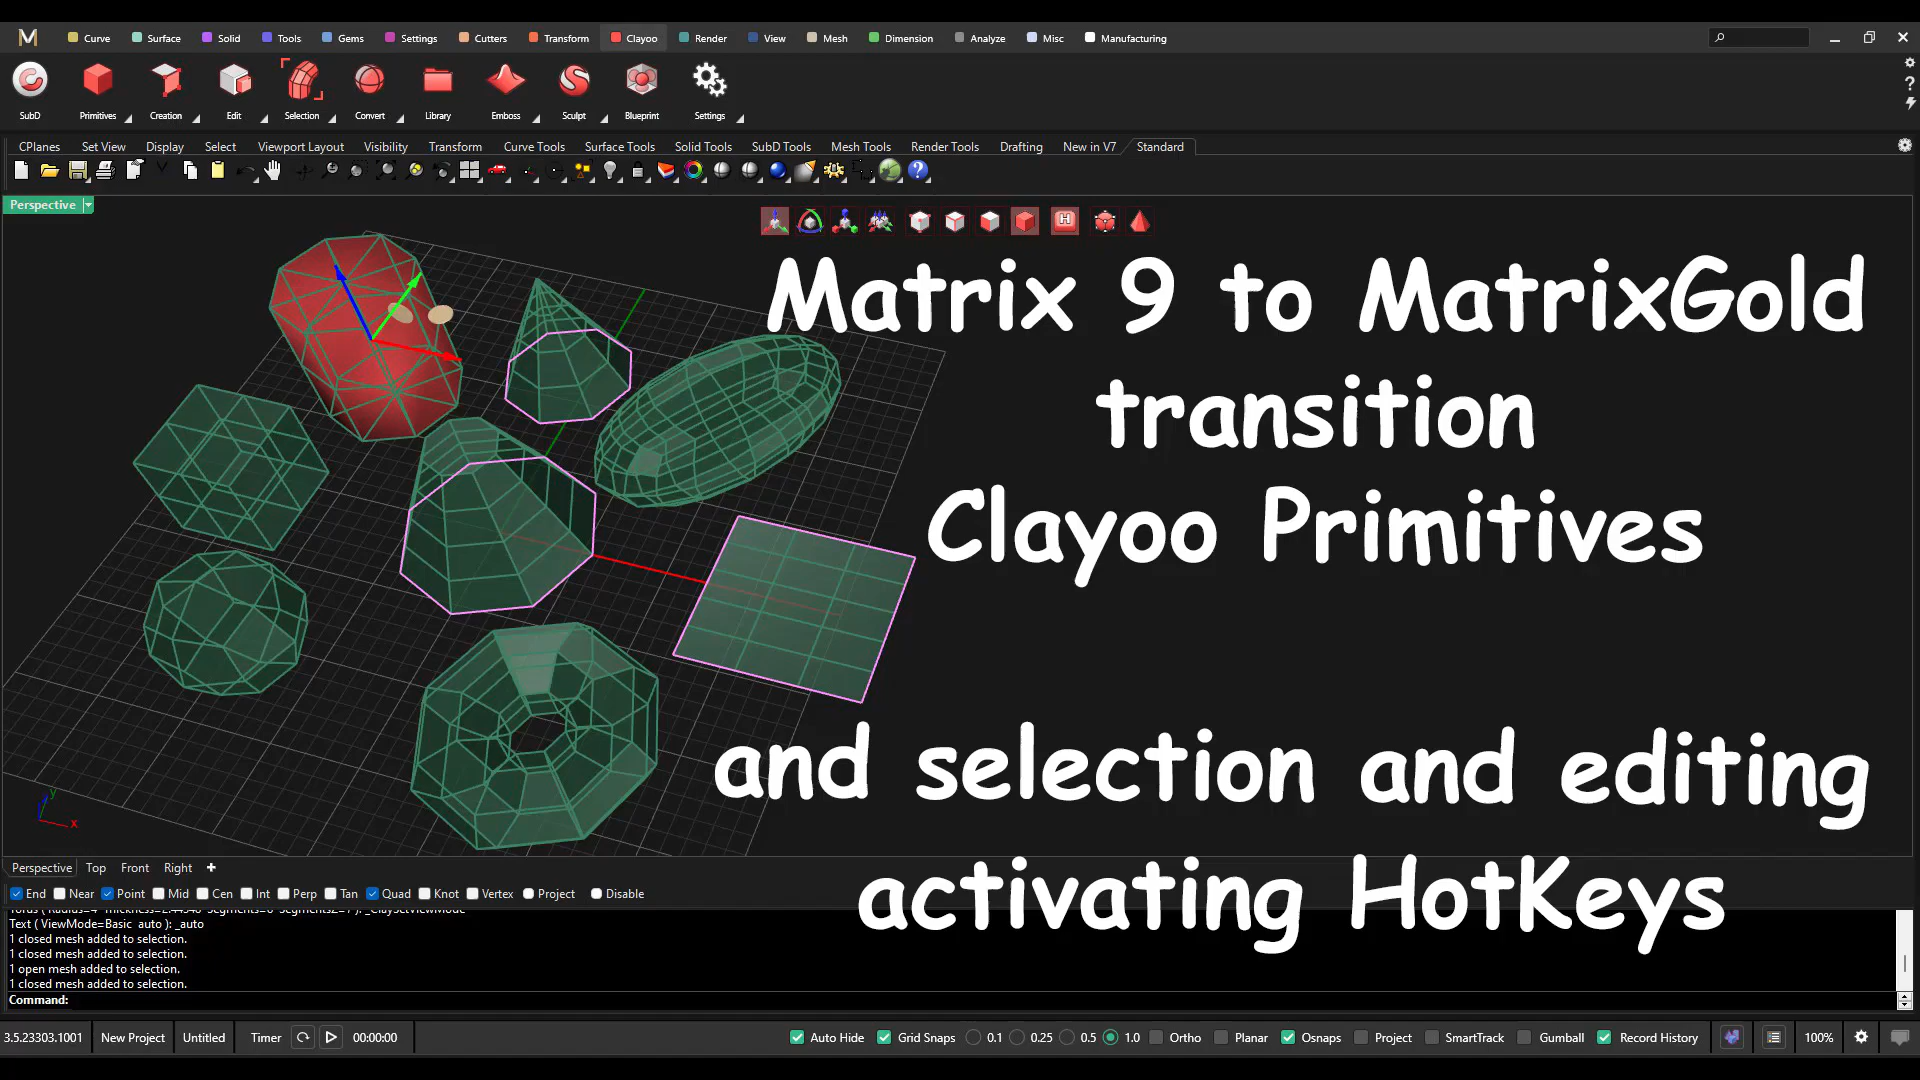 Curve Surface Solid Tools Gems Settings Cutters Transform Clayoo Render View Mesh Dimension Analyze Misc Manufacturing
SubD Primitives Creation Edit Selection Convert Library Emboss Sculpt Blueprint Settings
CPlanes Set View Display Select Viewport Layout Visibility Transform Curve Tools Surface Tools Solid Tools SubD Tools Mesh Tools Render Tools Drafting New in V7 Standard
Perspective
H
Matrix 9 to MatrixGold
transition
Clayoo Primitives
and selection and editing
activating HotKeys
y
x
Perspective Top Front Right
End Near Point Mid Cen Int Perp Tan Quad Knot Vertex Project Disable
Text ( ViewMode=Basic auto ): _auto
1 closed mesh added to selection.
1 closed mesh added to selection.
1 open mesh added to selection.
1 closed mesh added to selection.
Command:
3.5.23303.1001 New Project Untitled Timer 00:00:00 Auto Hide Grid Snaps 0.1 0.25 0.5 1.0 Ortho Planar Osnaps Project SmartTrack Gumball Record History 100%